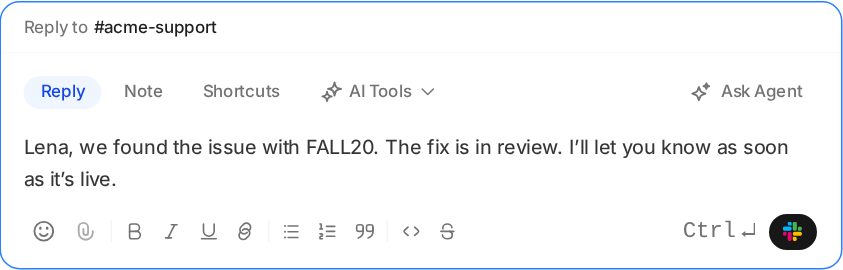 Reply to #acme-support
Reply Note Shortcuts AI Tools Ask Agent
Lena, we found the issue with FALL20. The fix is in review. I’ll let you know as soon
as it’s live.
B I U 99 <> S Ctrl↵